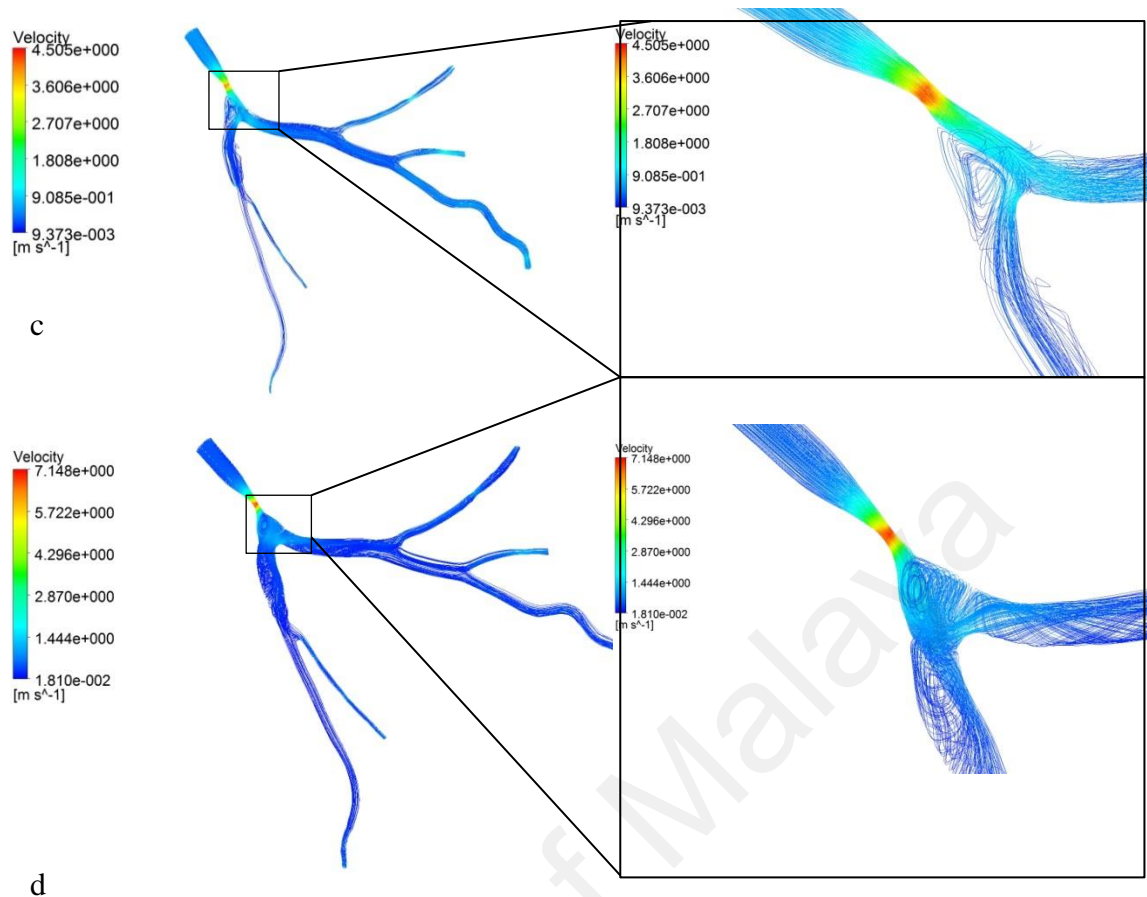 Velocity
4.505e+000
3.606e+000
2.707e+000
1.808e+000
9.085e-001
9.373e-003
[m s^-1]
c
Velocity
4.505e+000
3.606e+000
2.707e+000
1.808e+000
9.085e-001
9.373e-003
[m s^-1]
Velocity
7.148e+000
5.722e+000
4.296e+000
2.870e+000
1.444e+000
1.810e-002
[m s^-1]
d
Velocity
7.148e+000
5.722e+000
4.296e+000
2.870e+000
1.444e+000
1.810e-002
[m s^-1]
f Malaya